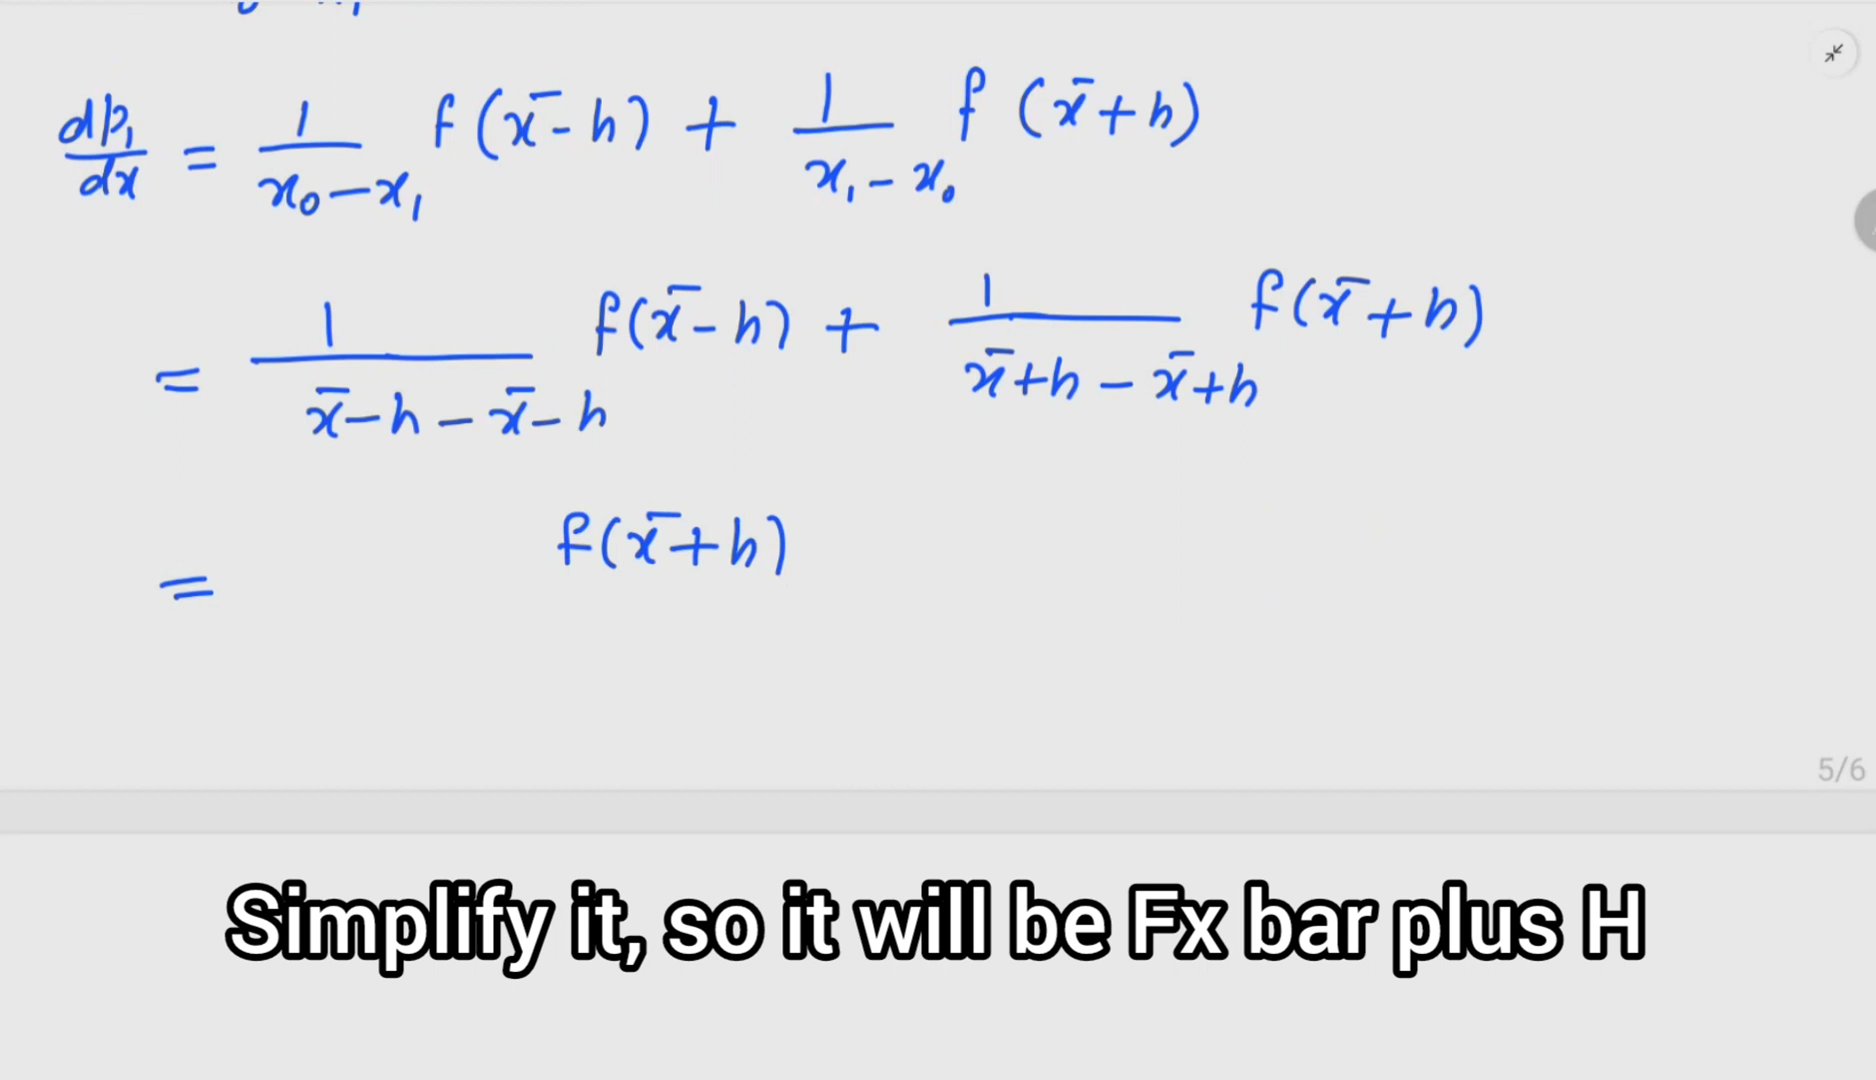 dp₁/dx = 1/(x₀ - x₁) f(x̄ - h) + 1/(x₁ - x₀) f(x̄ + h)
= 1/(x̄ - h - x̄ - h) f(x̄ - h) + 1/(x̄ + h - x̄ + h) f(x̄ + h)
= f(x̄ + h)
5/6
Simplify it, so it will be Fx bar plus H